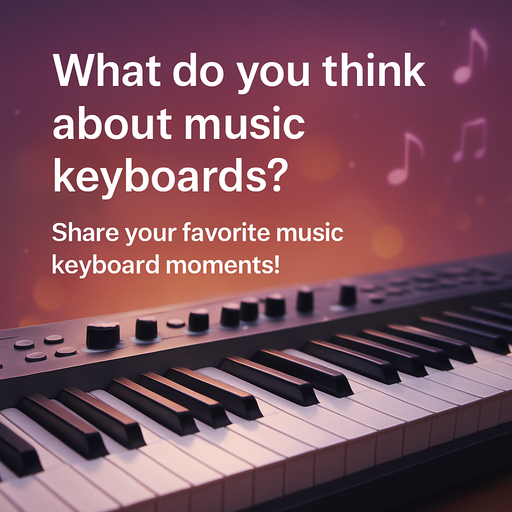 What do you think
about music
keyboards?
Share your favorite music
keyboard moments!